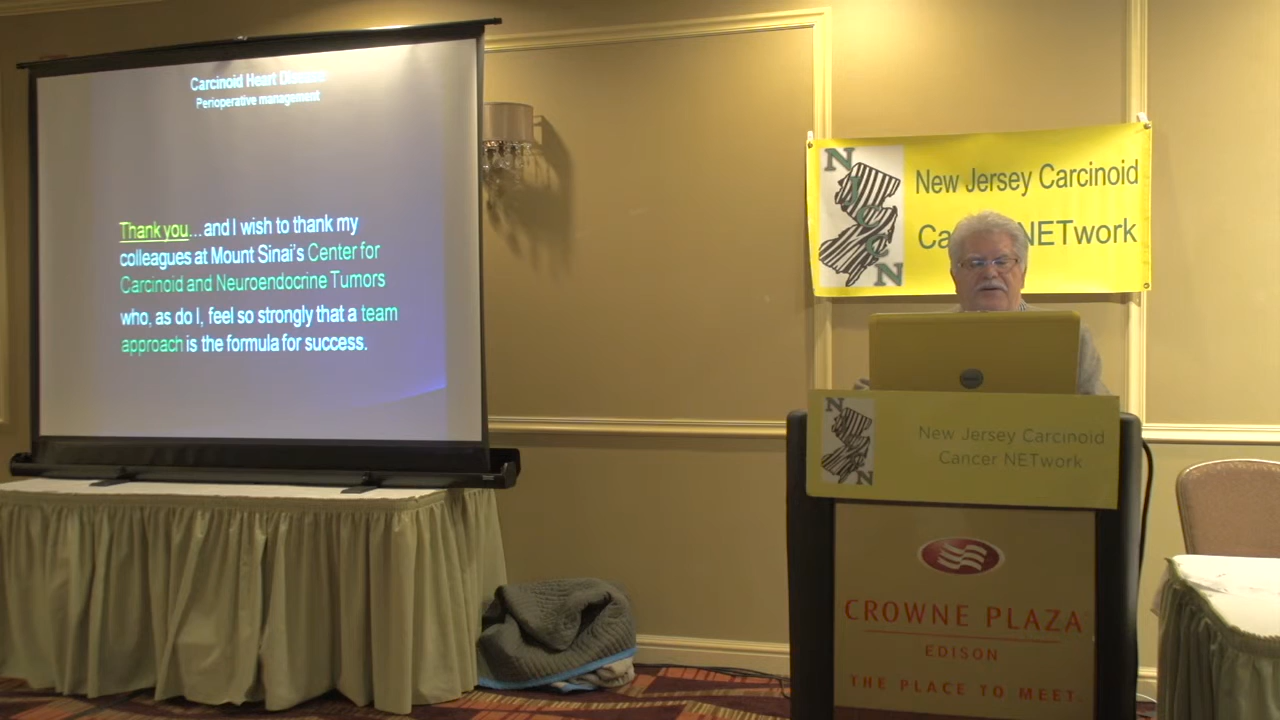 Carcinoid Heart Disease
Perioperative management
Thank you...and I wish to thank my
colleagues at Mount Sinai's Center for
Carcinoid and Neuroendocrine Tumors
who, as do I, feel so strongly that a team
approach is the formula for success.
N
J
C
C
N
New Jersey Carcinoid
NETwork
DELL
N
N
New Jersey Carcinoid
Cancer NETwork
CROWNE PLAZA
EDISON
THE PLACE TO MEET.